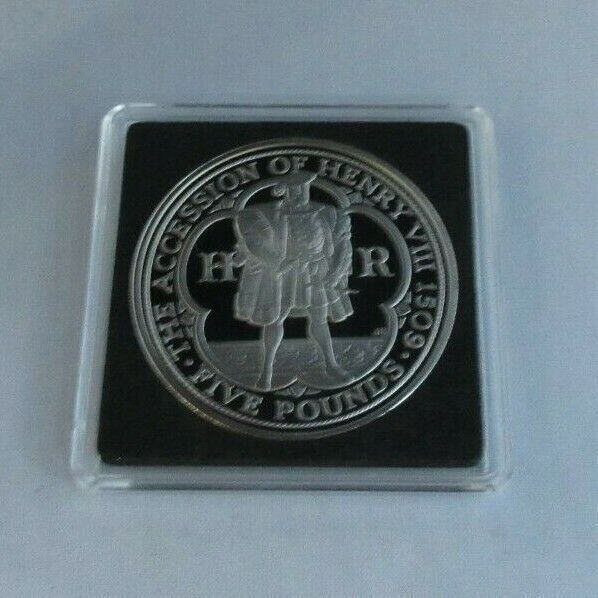 THE ACCESSION OF HENRY VIII 1509
H R
· FIVE POUNDS ·